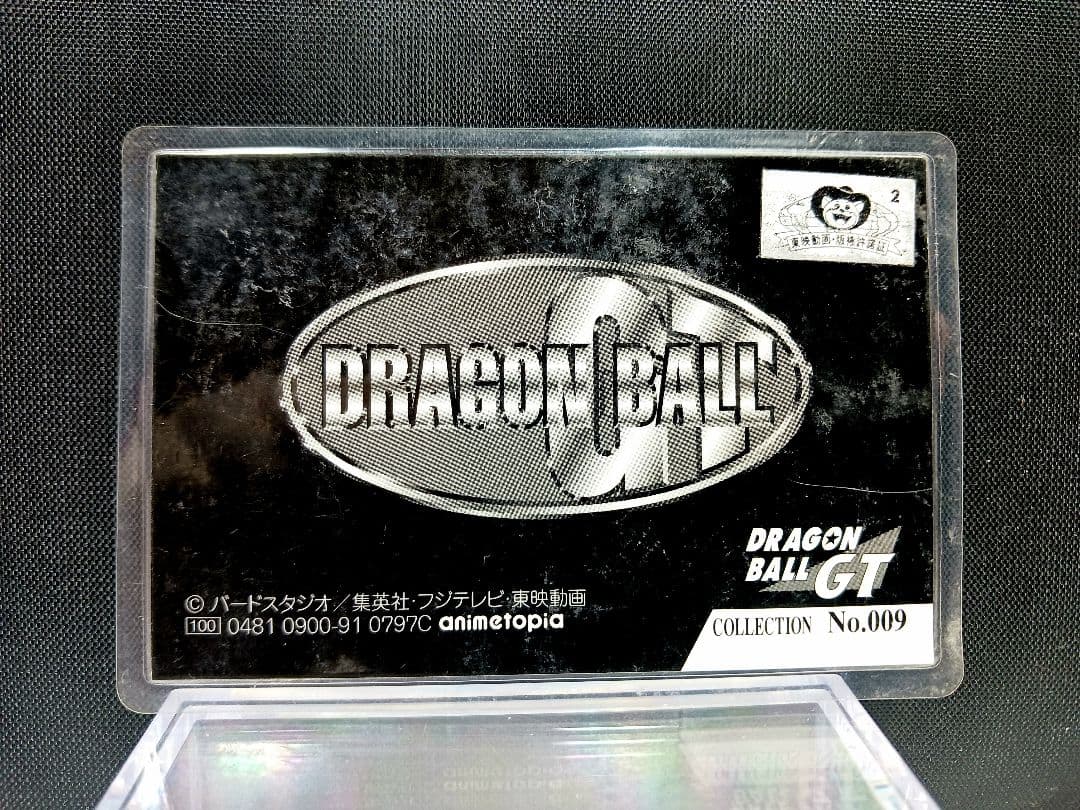 2
東映動画・版権許諾証
DRAGON BALL
GT
DRAGON
BALL GT
© バードスタジオ／集英社・フジテレビ・東映動画
100 0481 0900-91 0797C animetopia
COLLECTION No.009